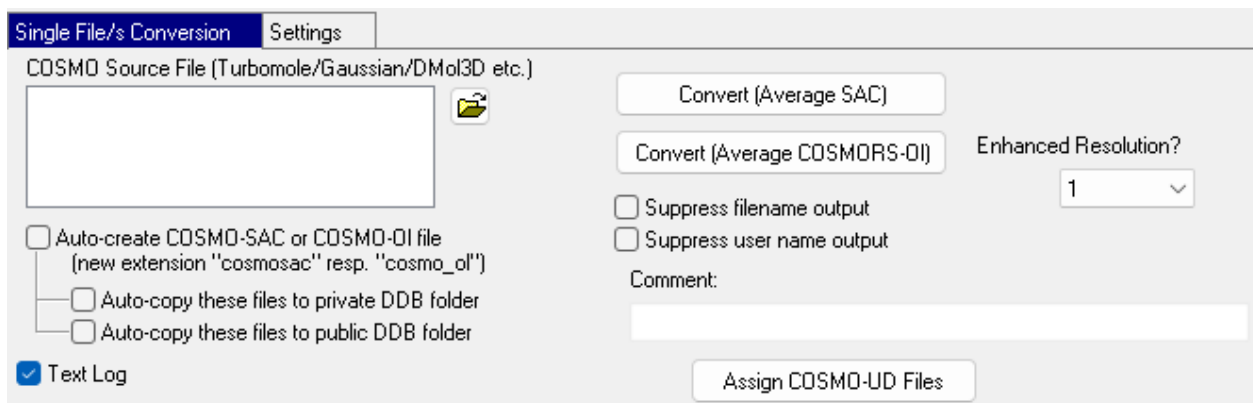 Single File/s Conversion
Settings
COSMO Source File (Turbomole/Gaussian/DMol3D etc.)
Convert (Average SAC)
Convert (Average COSMORS-Ol)
Enhanced Resolution?
1
Suppress filename output
Suppress user name output
Auto-create COSMO-SAC or COSMO-Ol file
(new extension "cosmosac" resp. "cosmo_ol")
Auto-copy these files to private DDB folder
Auto-copy these files to public DDB folder
Comment:
Text Log
Assign COSMO-UD Files